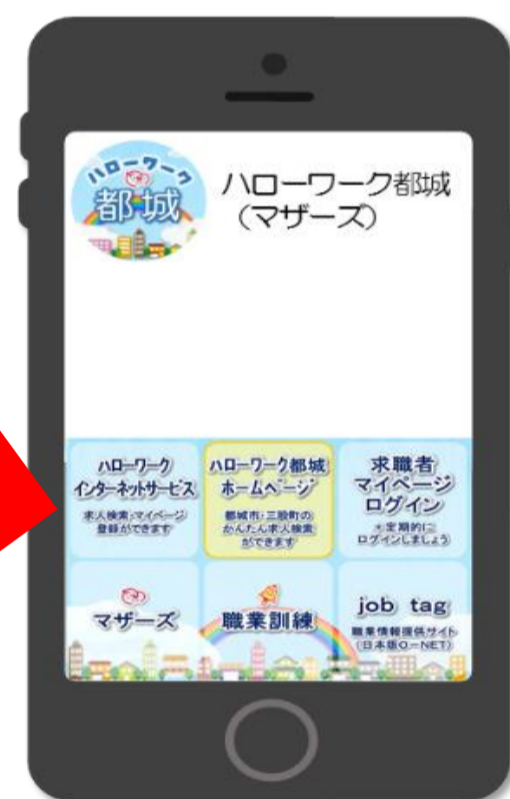 ハローワーク
都城
ハローワーク都城
（マザーズ）
ハローワーク
インターネットサービス
求人検索・マイページ
登録ができます
ハローワーク都城
ホームページ
都城市・三股町の
かんたん求人検索
ができます
求職者
マイページ
ログイン
＊定期的に
ログインしましょう
マザーズ
職業訓練
job tag
職業情報提供サイト
（日本版O-NET）